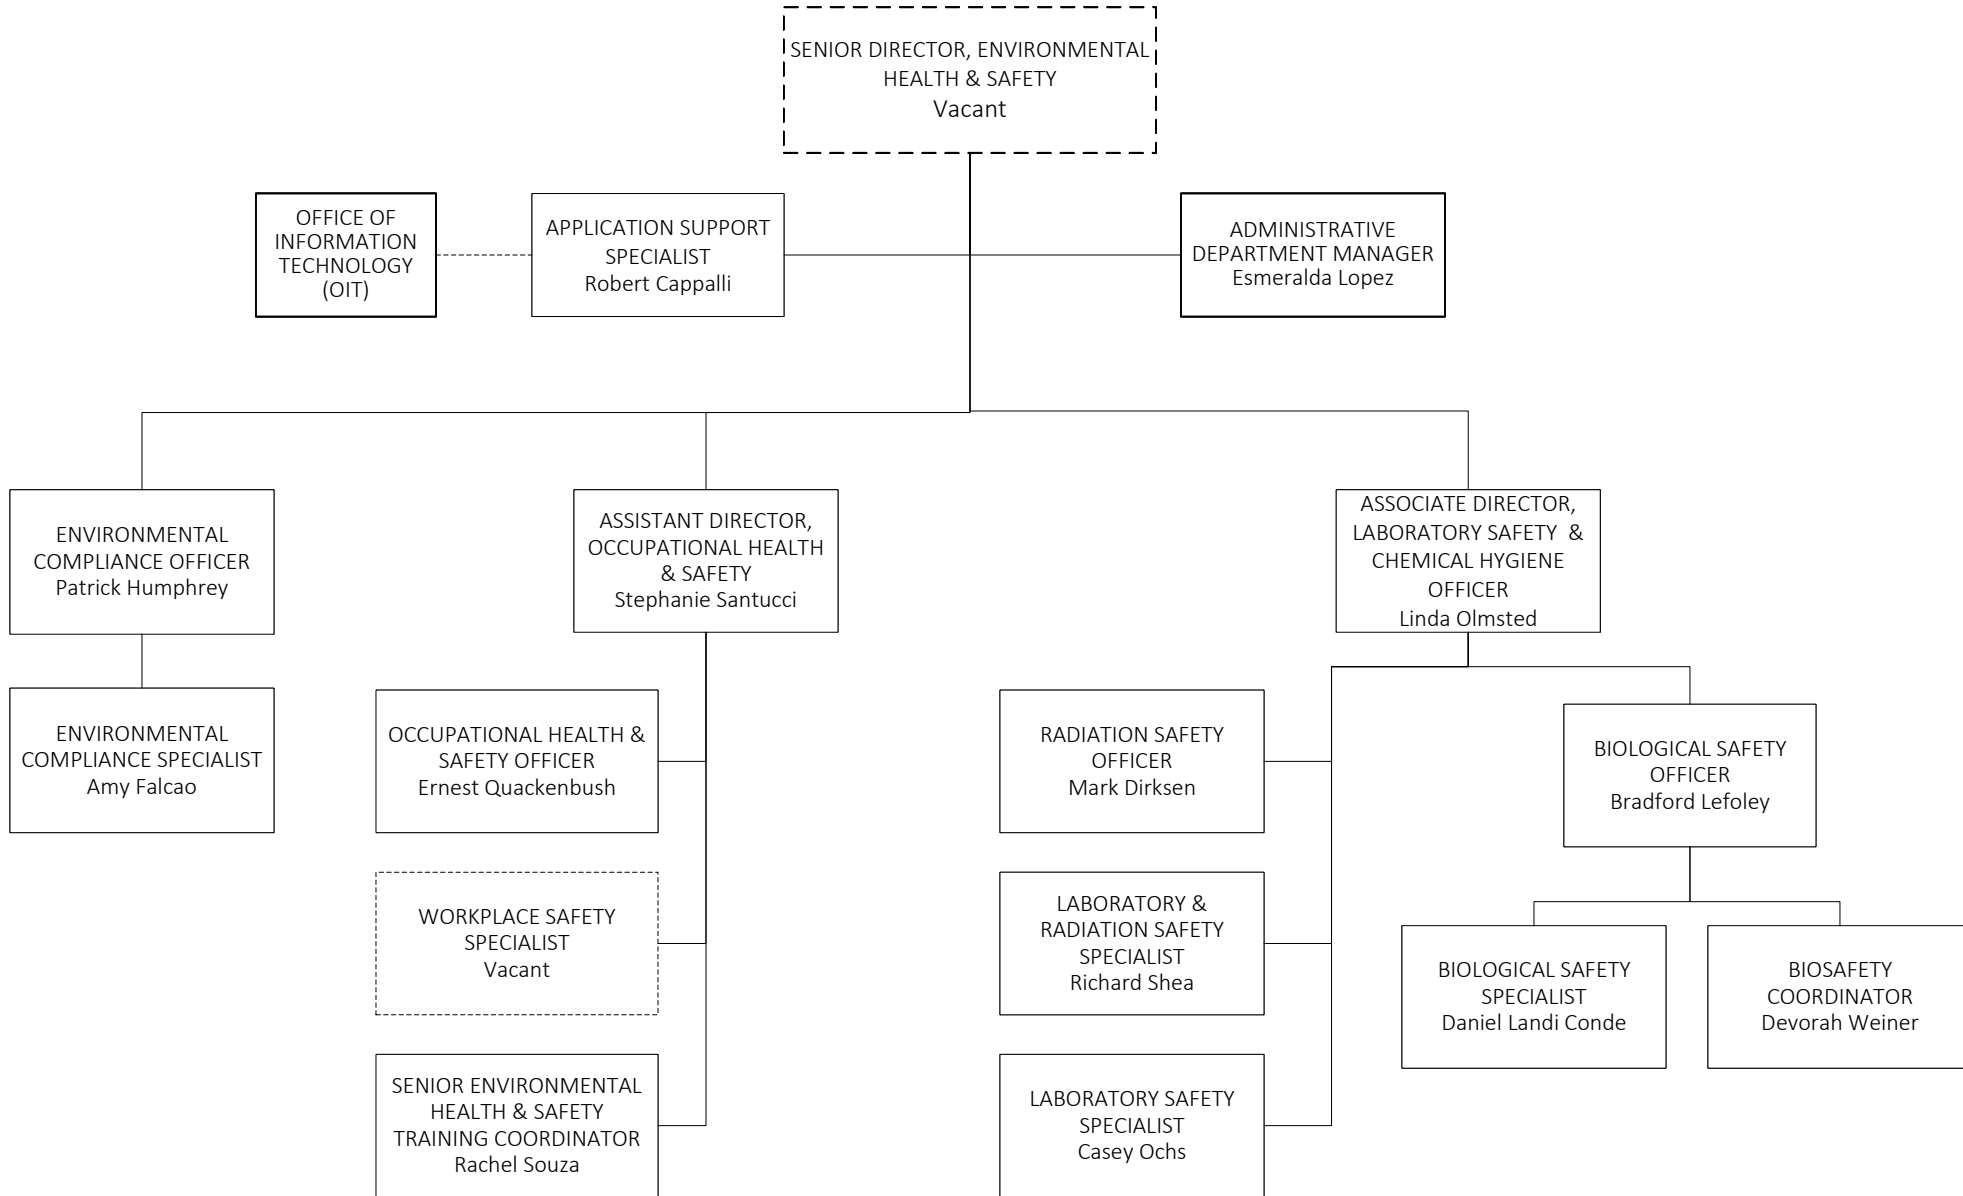 SENIOR DIRECTOR, ENVIRONMENTAL
HEALTH & SAFETY
Vacant
OFFICE OF
INFORMATION
TECHNOLOGY
(OIT)
APPLICATION SUPPORT
SPECIALIST
Robert Cappalli
ADMINISTRATIVE
DEPARTMENT MANAGER
Esmeralda Lopez
ENVIRONMENTAL
COMPLIANCE OFFICER
Patrick Humphrey
ASSISTANT DIRECTOR,
OCCUPATIONAL HEALTH
& SAFETY
Stephanie Santucci
ASSOCIATE DIRECTOR,
LABORATORY SAFETY &
CHEMICAL HYGIENE
OFFICER
Linda Olmsted
ENVIRONMENTAL
COMPLIANCE SPECIALIST
Amy Falcao
OCCUPATIONAL HEALTH &
SAFETY OFFICER
Ernest Quackenbush
RADIATION SAFETY
OFFICER
Mark Dirksen
BIOLOGICAL SAFETY
OFFICER
Bradford Lefoley
WORKPLACE SAFETY
SPECIALIST
Vacant
LABORATORY &
RADIATION SAFETY
SPECIALIST
Richard Shea
BIOLOGICAL SAFETY
SPECIALIST
Daniel Landi Conde
BIOSAFETY
COORDINATOR
Devorah Weiner
SENIOR ENVIRONMENTAL
HEALTH & SAFETY
TRAINING COORDINATOR
Rachel Souza
LABORATORY SAFETY
SPECIALIST
Casey Ochs